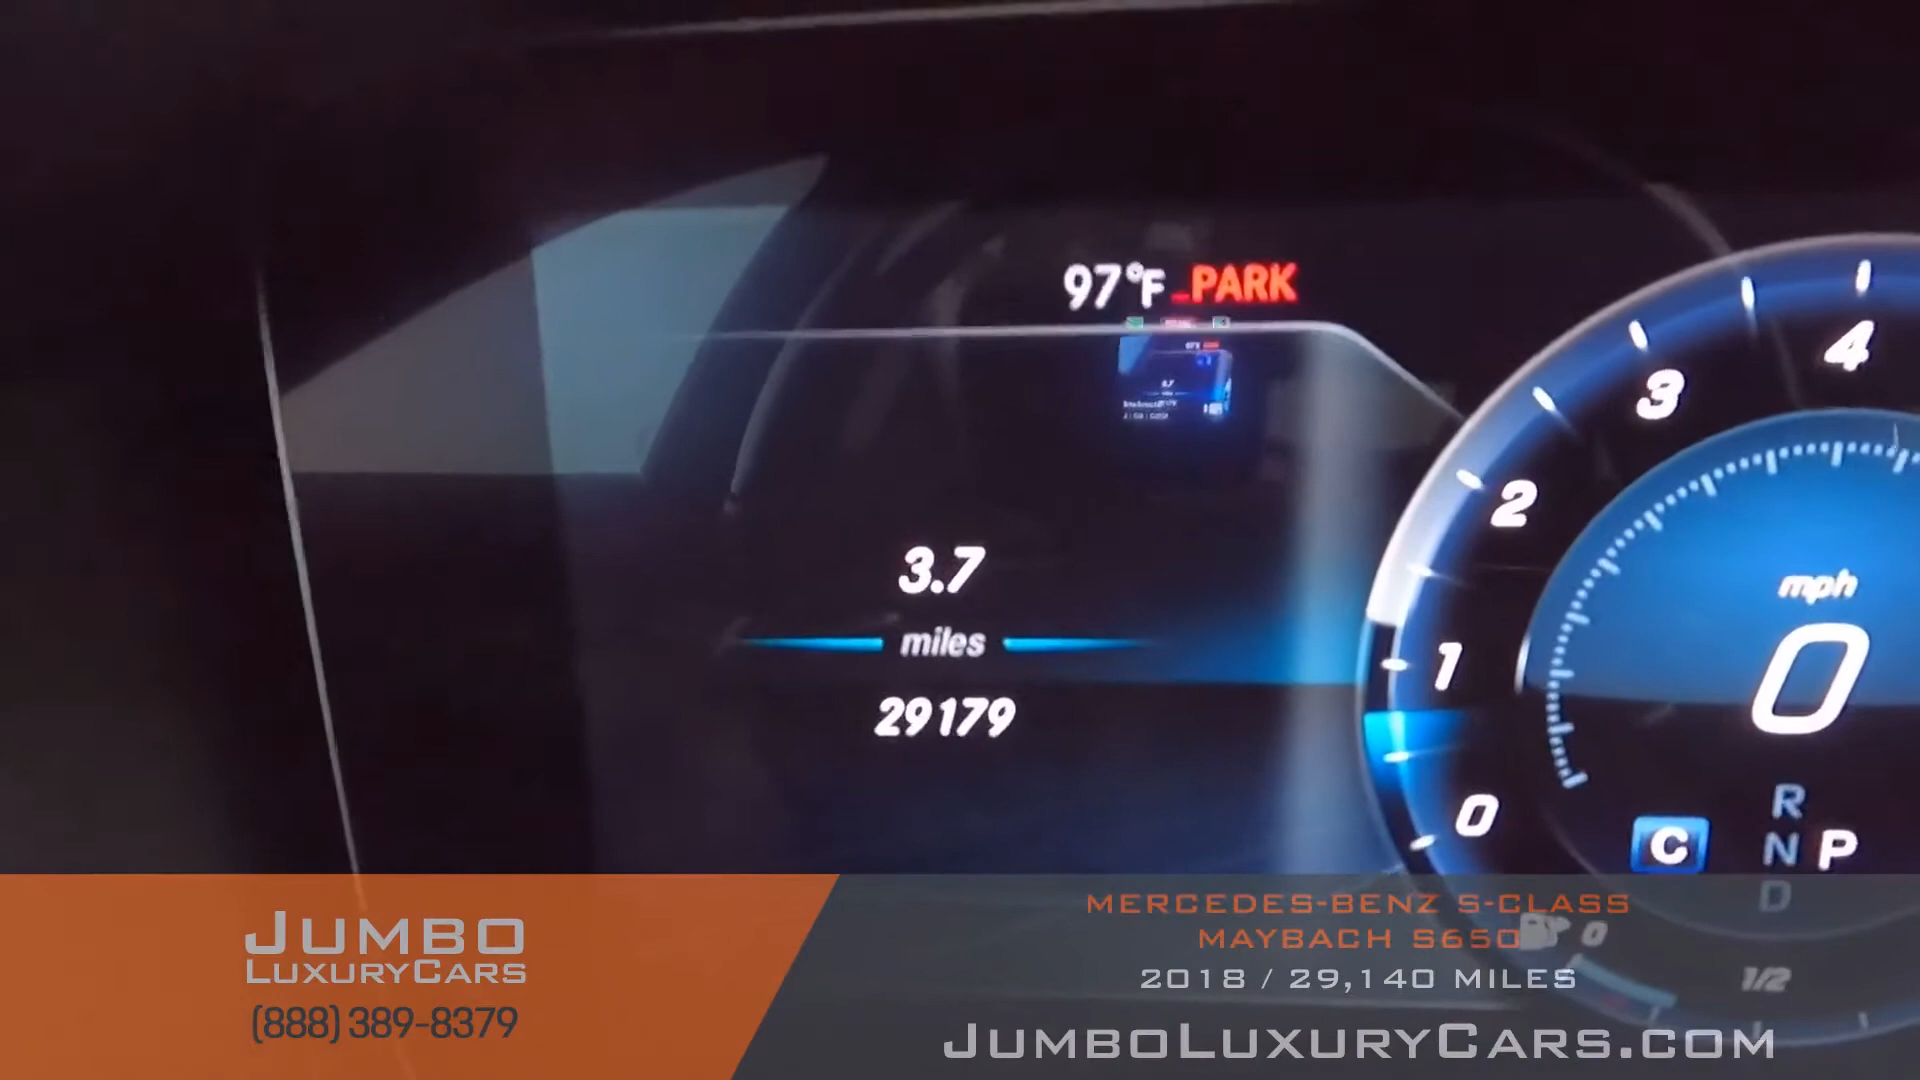 97°F PARK
4
3
2
3.7
mph
miles
1
0
29179
0
R
C
N P
D
JUMBO
LUXURYCARS
(888) 389-8379
MERCEDES-BENZ S-CLASS
MAYBACH S650
0
2018 / 29,140 MILES
1/2
JUMBOLUXURYCARS.COM